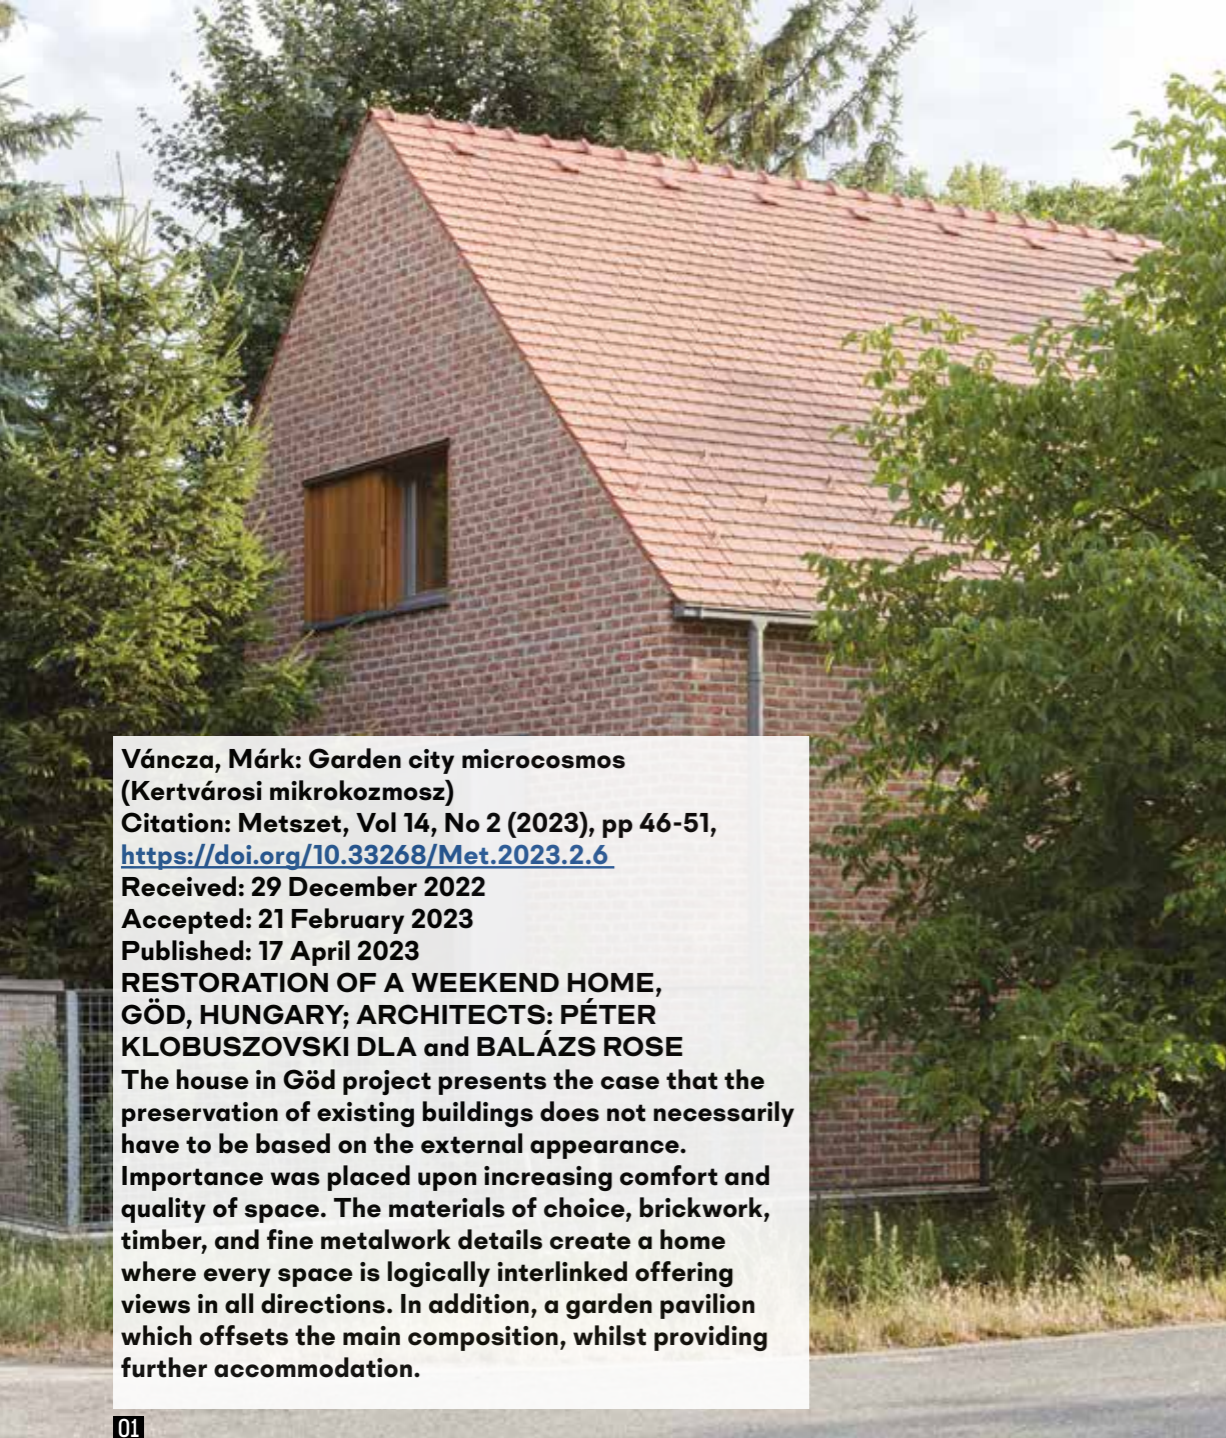 Váncza, Márk: Garden city microcosmos
(Kertvárosi mikrokozmosz)
Citation: Metszet, Vol 14, No 2 (2023), pp 46-51,
https://doi.org/10.33268/Met.2023.2.6
Received: 29 December 2022
Accepted: 21 February 2023
Published: 17 April 2023
RESTORATION OF A WEEKEND HOME,
GÖD, HUNGARY; ARCHITECTS: PÉTER
KLOBUSZOVSKI DLA and BALÁZS ROSE
The house in Göd project presents the case that the
preservation of existing buildings does not necessarily
have to be based on the external appearance.
Importance was placed upon increasing comfort and
quality of space. The materials of choice, brickwork,
timber, and fine metalwork details create a home
where every space is logically interlinked offering
views in all directions. In addition, a garden pavilion
which offsets the main composition, whilst providing
further accommodation.
01